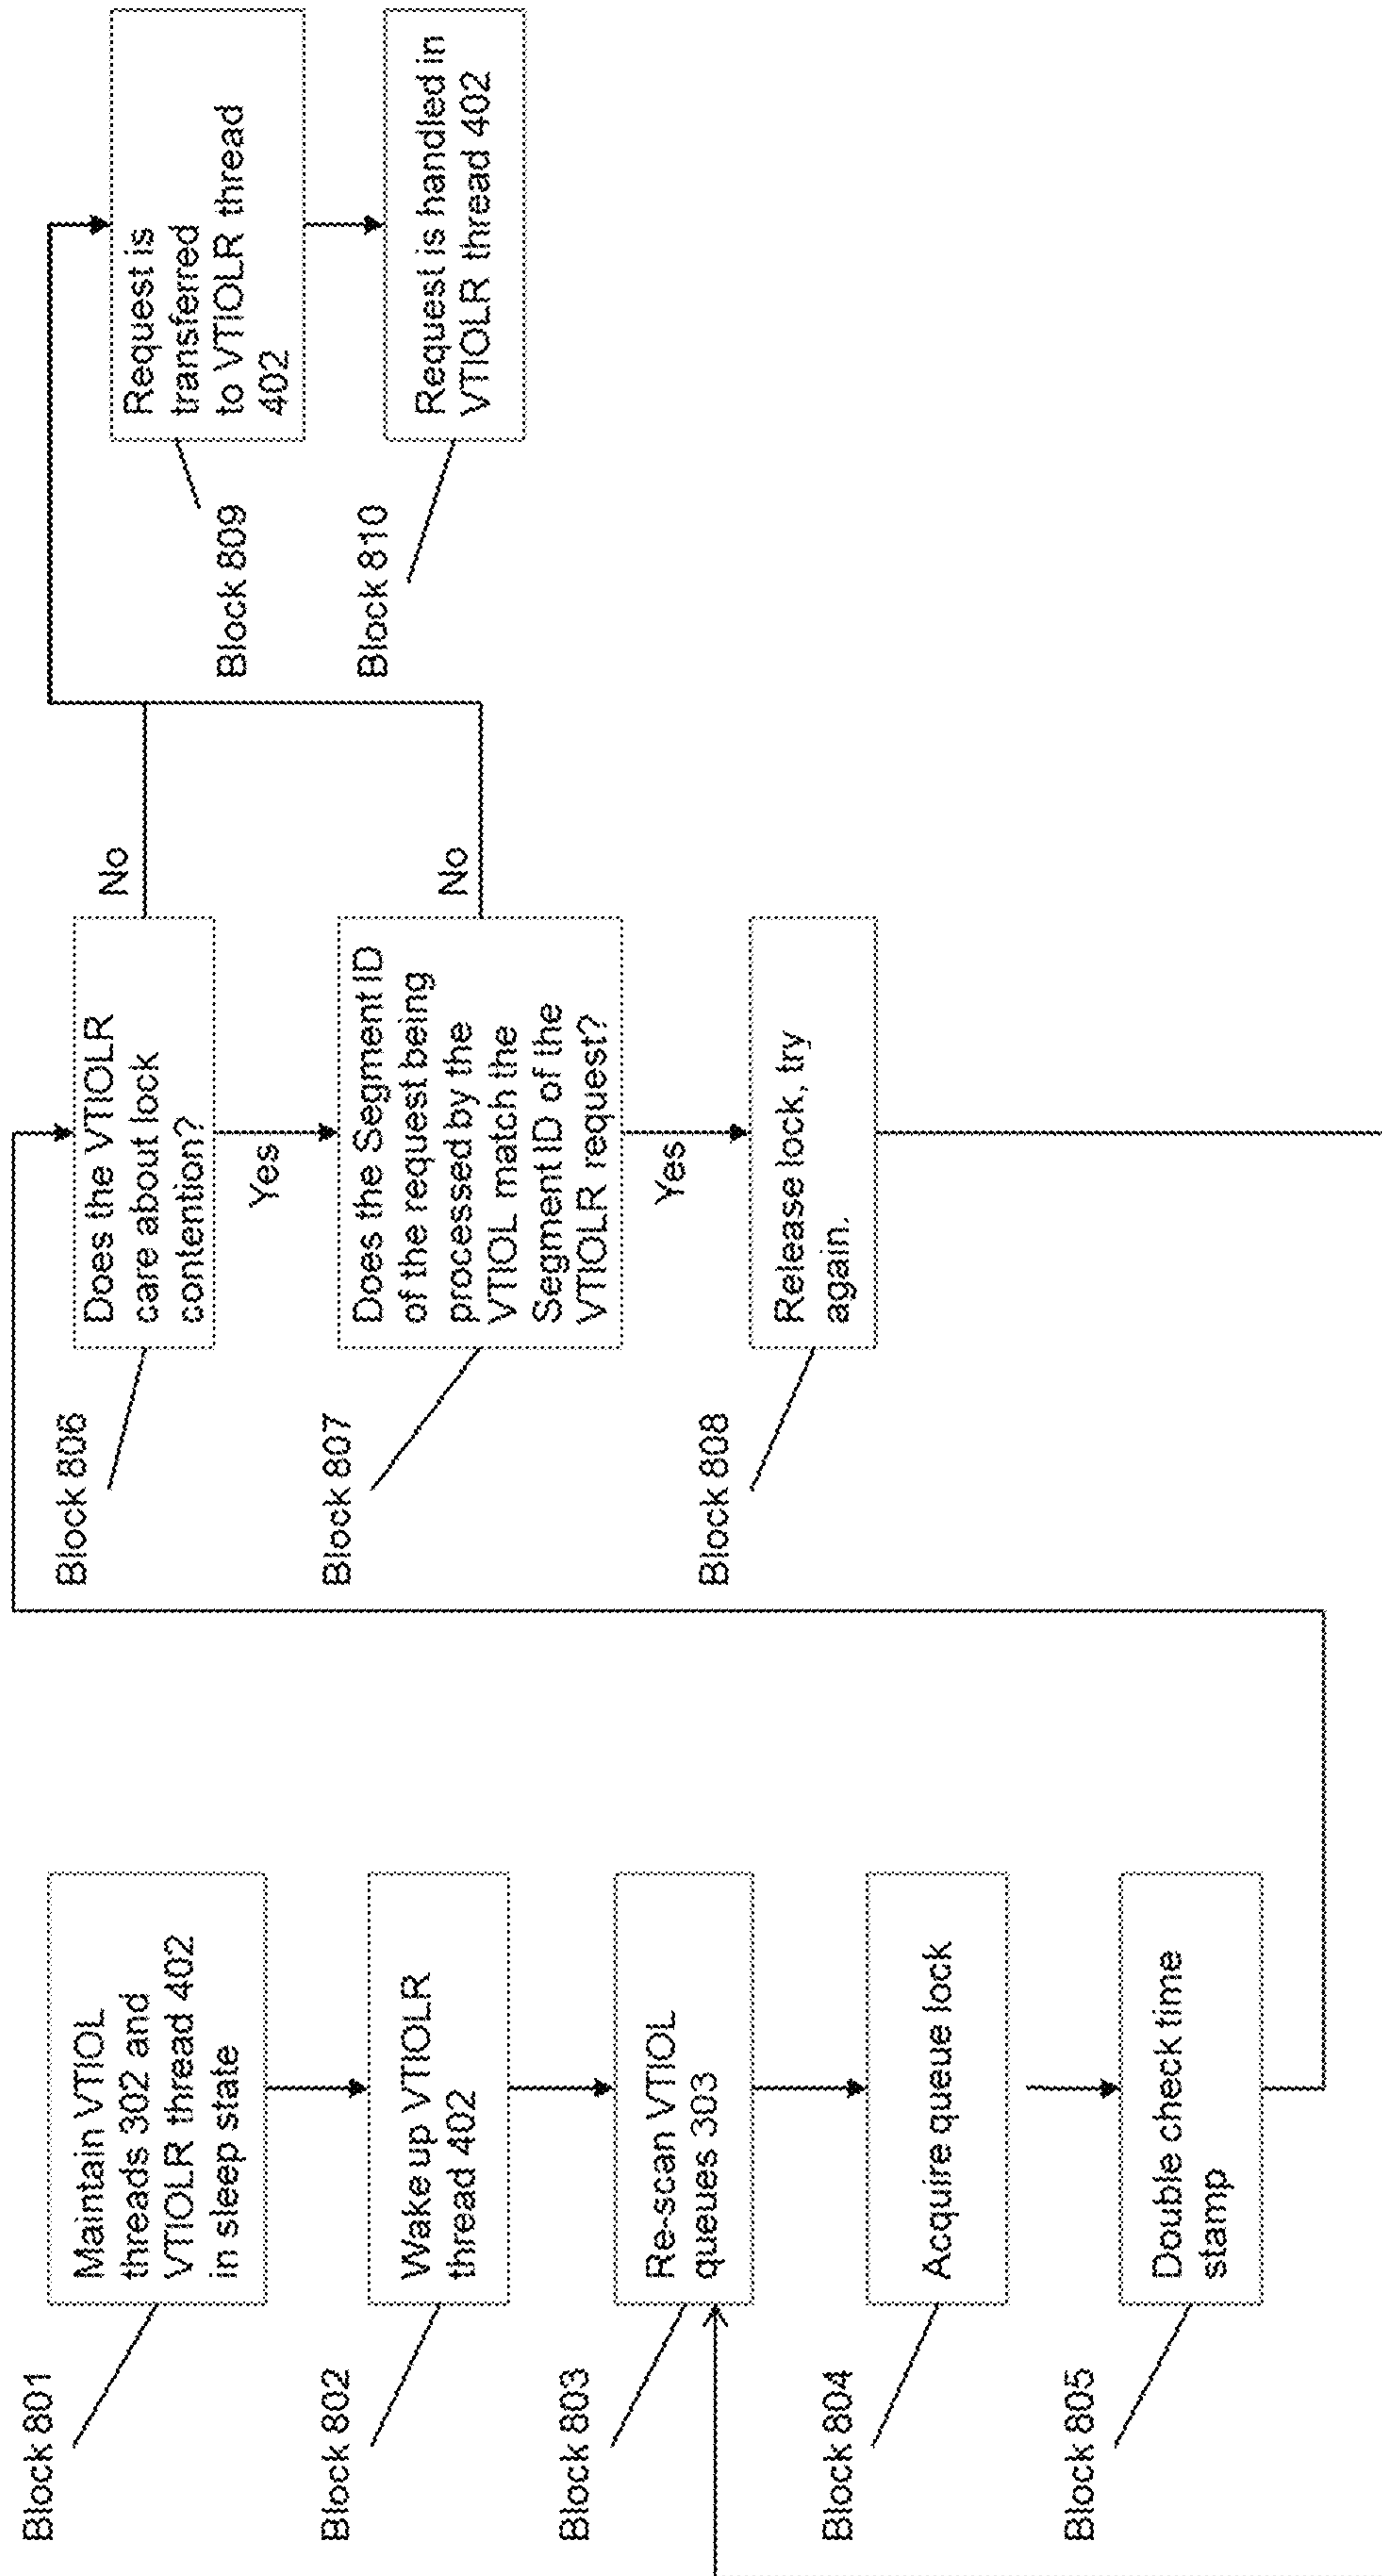 Block 801
Maintain VTIOL
threads 302 and
VTIOLR thread 402
in sleep state
Block 802
Wake up VTIOLR
thread 402
Block 803
Re-scan VTIOL
queues 303
Block 804
Acquire queue lock
Block 805
Double check time
stamp
Block 806
Does the VTIOLR
care about lock
contention?
No
Yes
Block 807
Does the Segment ID
of the request being
processed by the
VTIOL match the
Segment ID of the
VTIOLR request?
No
Yes
Block 808
Release lock, try
again.
Block 809
Request is
transferred
to VTIOLR thread
402
Block 810
Request is handled in
VTIOLR thread 402